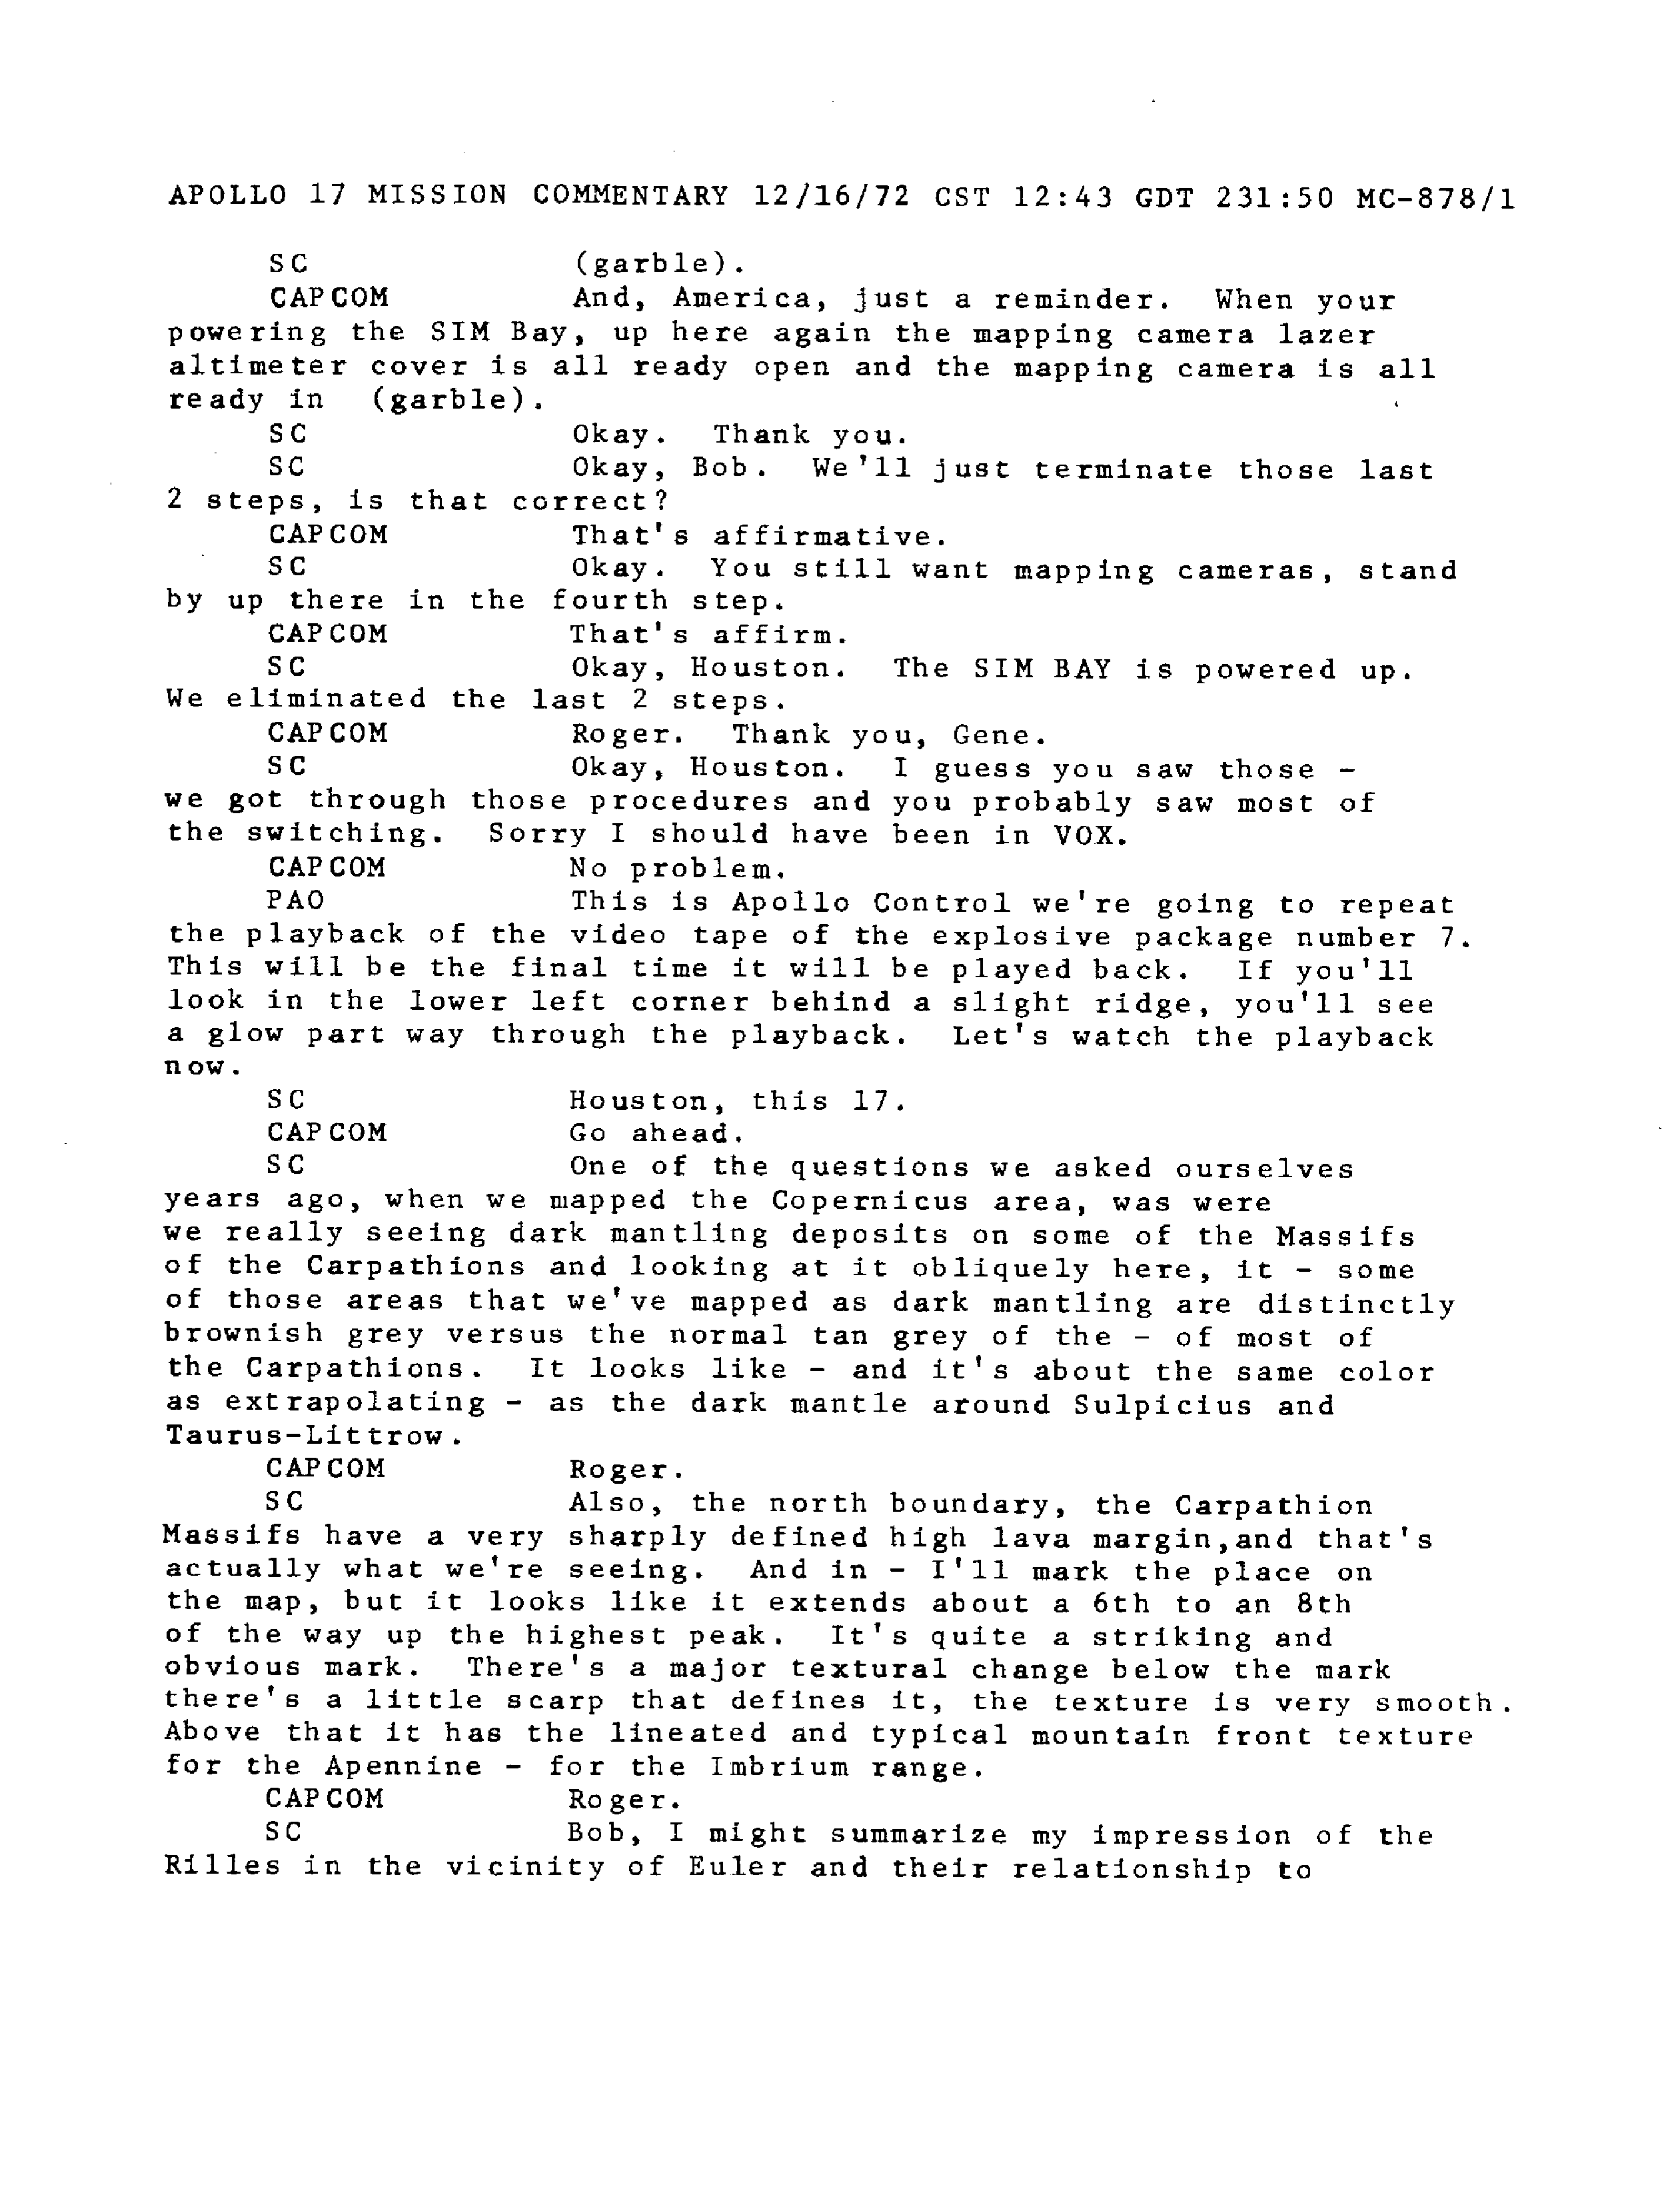 APOLLO 17 MISSION COMMENTARY 12/16/72 CST 12:43 GDT 231:50 MC-878/1
SC (garble).
CAPCOM And, America, just a reminder. When your
powering the SIM Bay, up here again the mapping camera lazer
altimeter cover is all ready open and the mapping camera is all
ready in (garble).
SC Okay. Thank you.
SC Okay, Bob. We'll just terminate those last
2 steps, is that correct?
CAPCOM That's affirmative.
SC Okay. You still want mapping cameras, stand
by up there in the fourth step.
CAPCOM That's affirm.
SC Okay, Houston. The SIM BAY is powered up.
We eliminated the last 2 steps.
CAPCOM Roger. Thank you, Gene.
SC Okay, Houston. I guess you saw those -
we got through those procedures and you probably saw most of
the switching. Sorry I should have been in VOX.
CAPCOM No problem.
PAO This is Apollo Control we're going to repeat
the playback of the video tape of the explosive package number 7.
This will be the final time it will be played back. If you'll
look in the lower left corner behind a slight ridge, you'll see
a glow part way through the playback. Let's watch the playback
now.
SC Houston, this 17.
CAPCOM Go ahead.
SC One of the questions we asked ourselves
years ago, when we mapped the Copernicus area, was were
we really seeing dark mantling deposits on some of the Massifs
of the Carpathions and looking at it obliquely here, it - some
of those areas that we've mapped as dark mantling are distinctly
brownish grey versus the normal tan grey of the - of most of
the Carpathions. It looks like - and it's about the same color
as extrapolating - as the dark mantle around Sulpicius and
Taurus-Littrow.
CAPCOM Roger.
SC Also, the north boundary, the Carpathion
Massifs have a very sharply defined high lava margin,and that's
actually what we're seeing. And in - I'll mark the place on
the map, but it looks like it extends about a 6th to an 8th
of the way up the highest peak. It's quite a striking and
obvious mark. There's a major textural change below the mark
there's a little scarp that defines it, the texture is very smooth.
Above that it has the lineated and typical mountain front texture
for the Apennine - for the Imbrium range.
CAPCOM Roger.
SC Bob, I might summarize my impression of the
Rilles in the vicinity of Euler and their relationship to